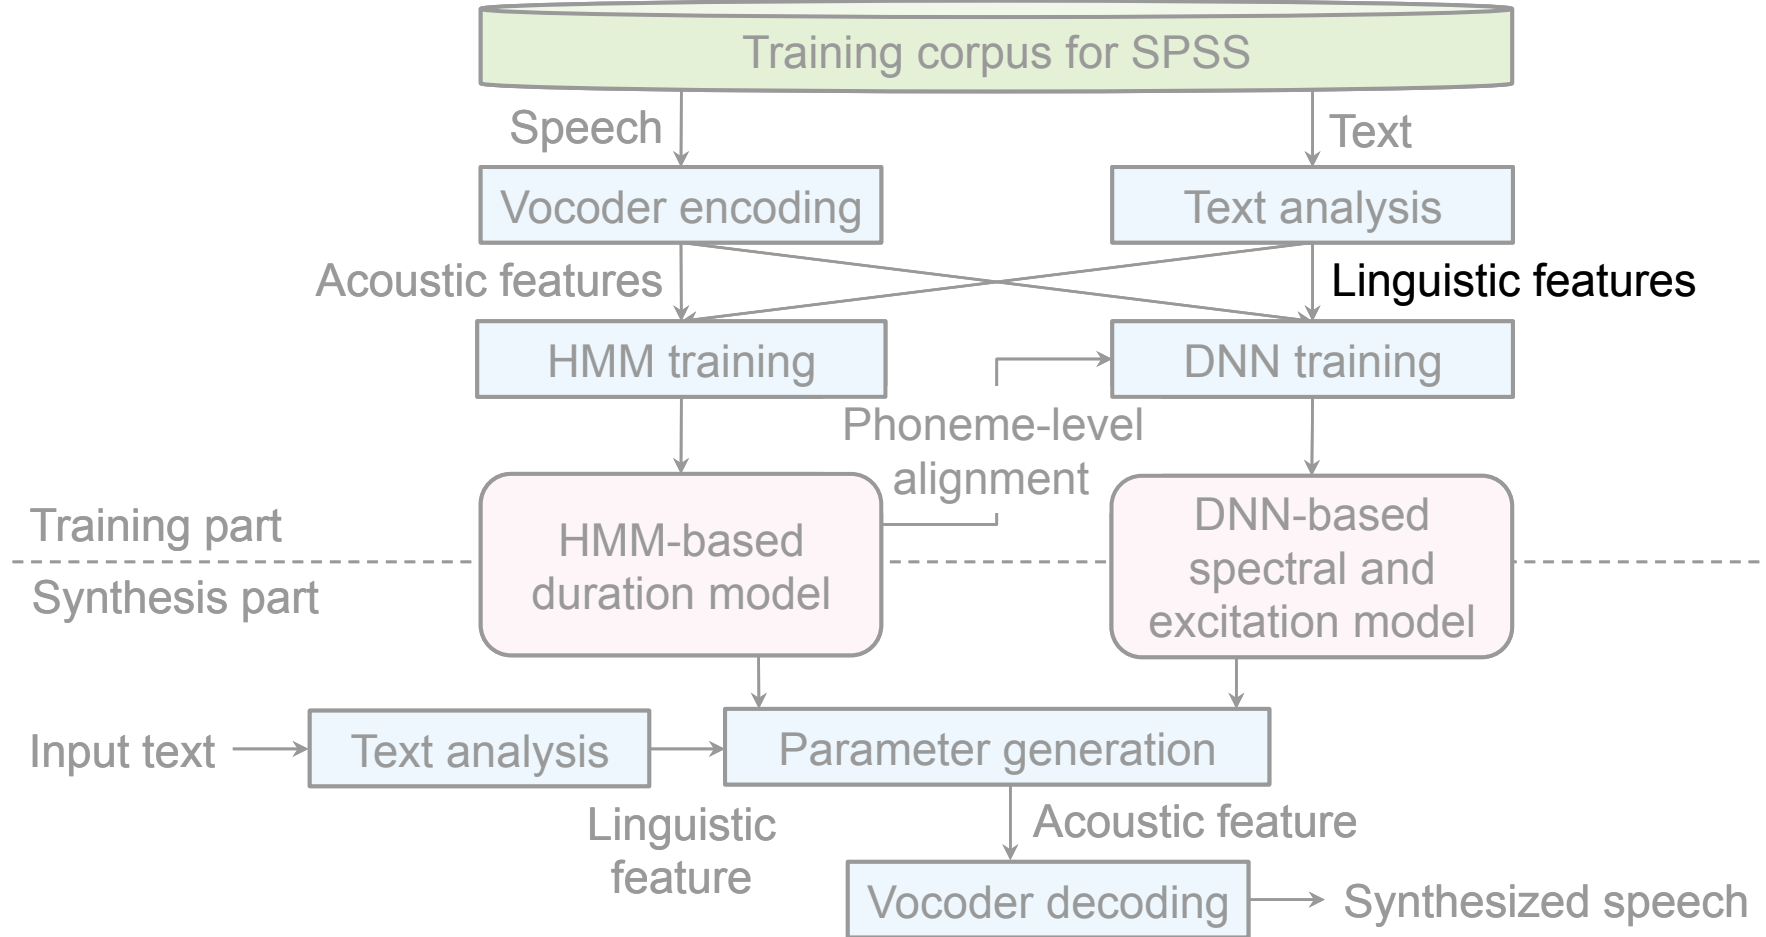 Training corpus for SPSS
Speech
Text
Vocoder encoding
Text analysis
Acoustic features
Linguistic features
HMM training
DNN training
Phoneme-level
alignment
Training part
HMM-based
duration model
DNN-based
spectral and
excitation model
Synthesis part
Input text
Text analysis
Parameter generation
Linguistic
feature
Acoustic feature
Vocoder decoding
Synthesized speech